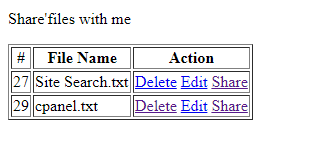 Share'files with me
# File Name Action
27 Site Search.txt Delete Edit Share
29 cpanel.txt Delete Edit Share